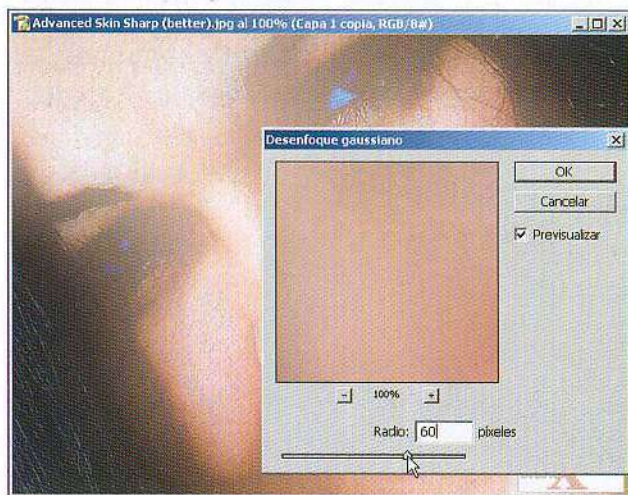 Advanced Skin Sharp (better).jpg al 100% (Capa 1 copia, RGB/8#)
Desenfoque gaussiano
OK
Cancelar
Previsualizar
100%
Radio: 60 píxeles